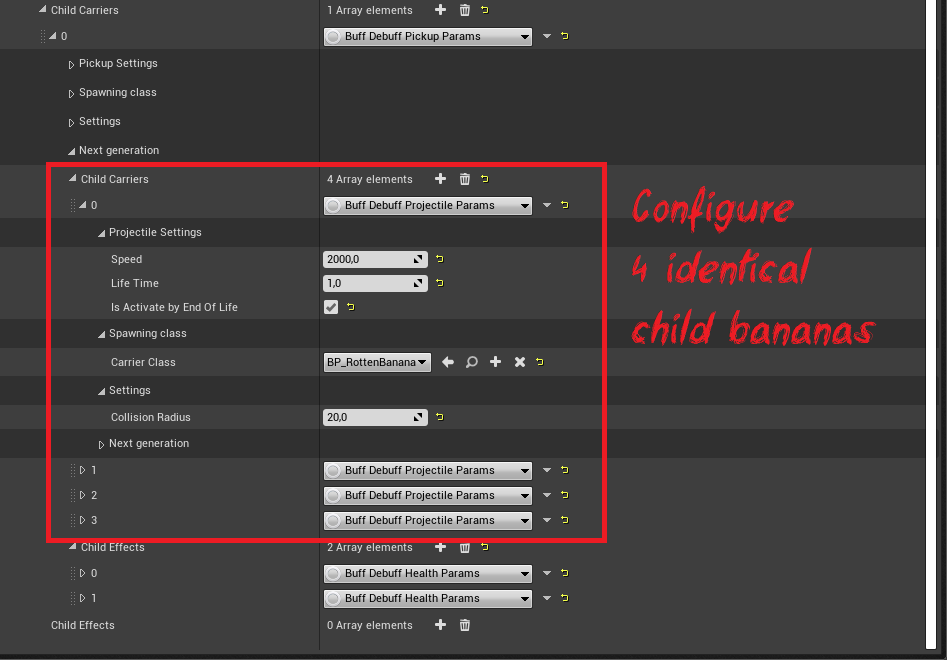 Child Carriers 1 Array elements
0 Buff Debuff Pickup Params
Pickup Settings
Spawning class
Settings
Next generation
Child Carriers 4 Array elements
0 Buff Debuff Projectile Params
Projectile Settings
Speed 2000,0
Life Time 1,0
Is Activate by End Of Life
Spawning class
Carrier Class BP_RottenBanana
Settings
Collision Radius 20,0
Next generation
1 Buff Debuff Projectile Params
2 Buff Debuff Projectile Params
3 Buff Debuff Projectile Params
Child Effects 2 Array elements
0 Buff Debuff Health Params
1 Buff Debuff Health Params
Child Effects 0 Array elements
Configure
4 identical
child bananas